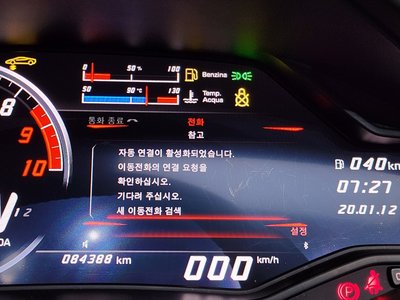 0 50 % 100
Benzina
50 90 °C 130
Temp.
Acqua
통화 종료
전화
참고
8
9
10
자동 연결이 활성화되었습니다.
이동전화의 연결 요청을
확인하십시오.
기다려 주십시오.
새 이동전화 검색
040 km
07:27
20.01.12
N 12
설정
084388 km
000 km/h